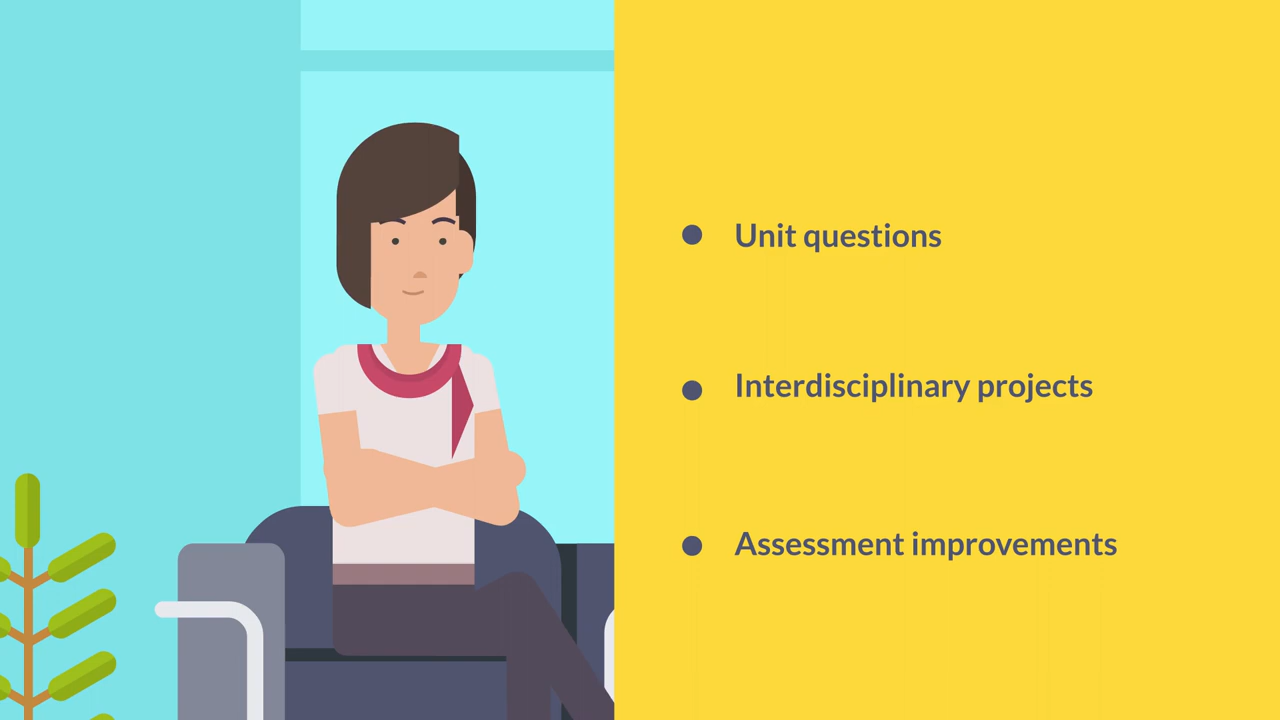 Unit questions
Interdisciplinary projects
Assessment improvements